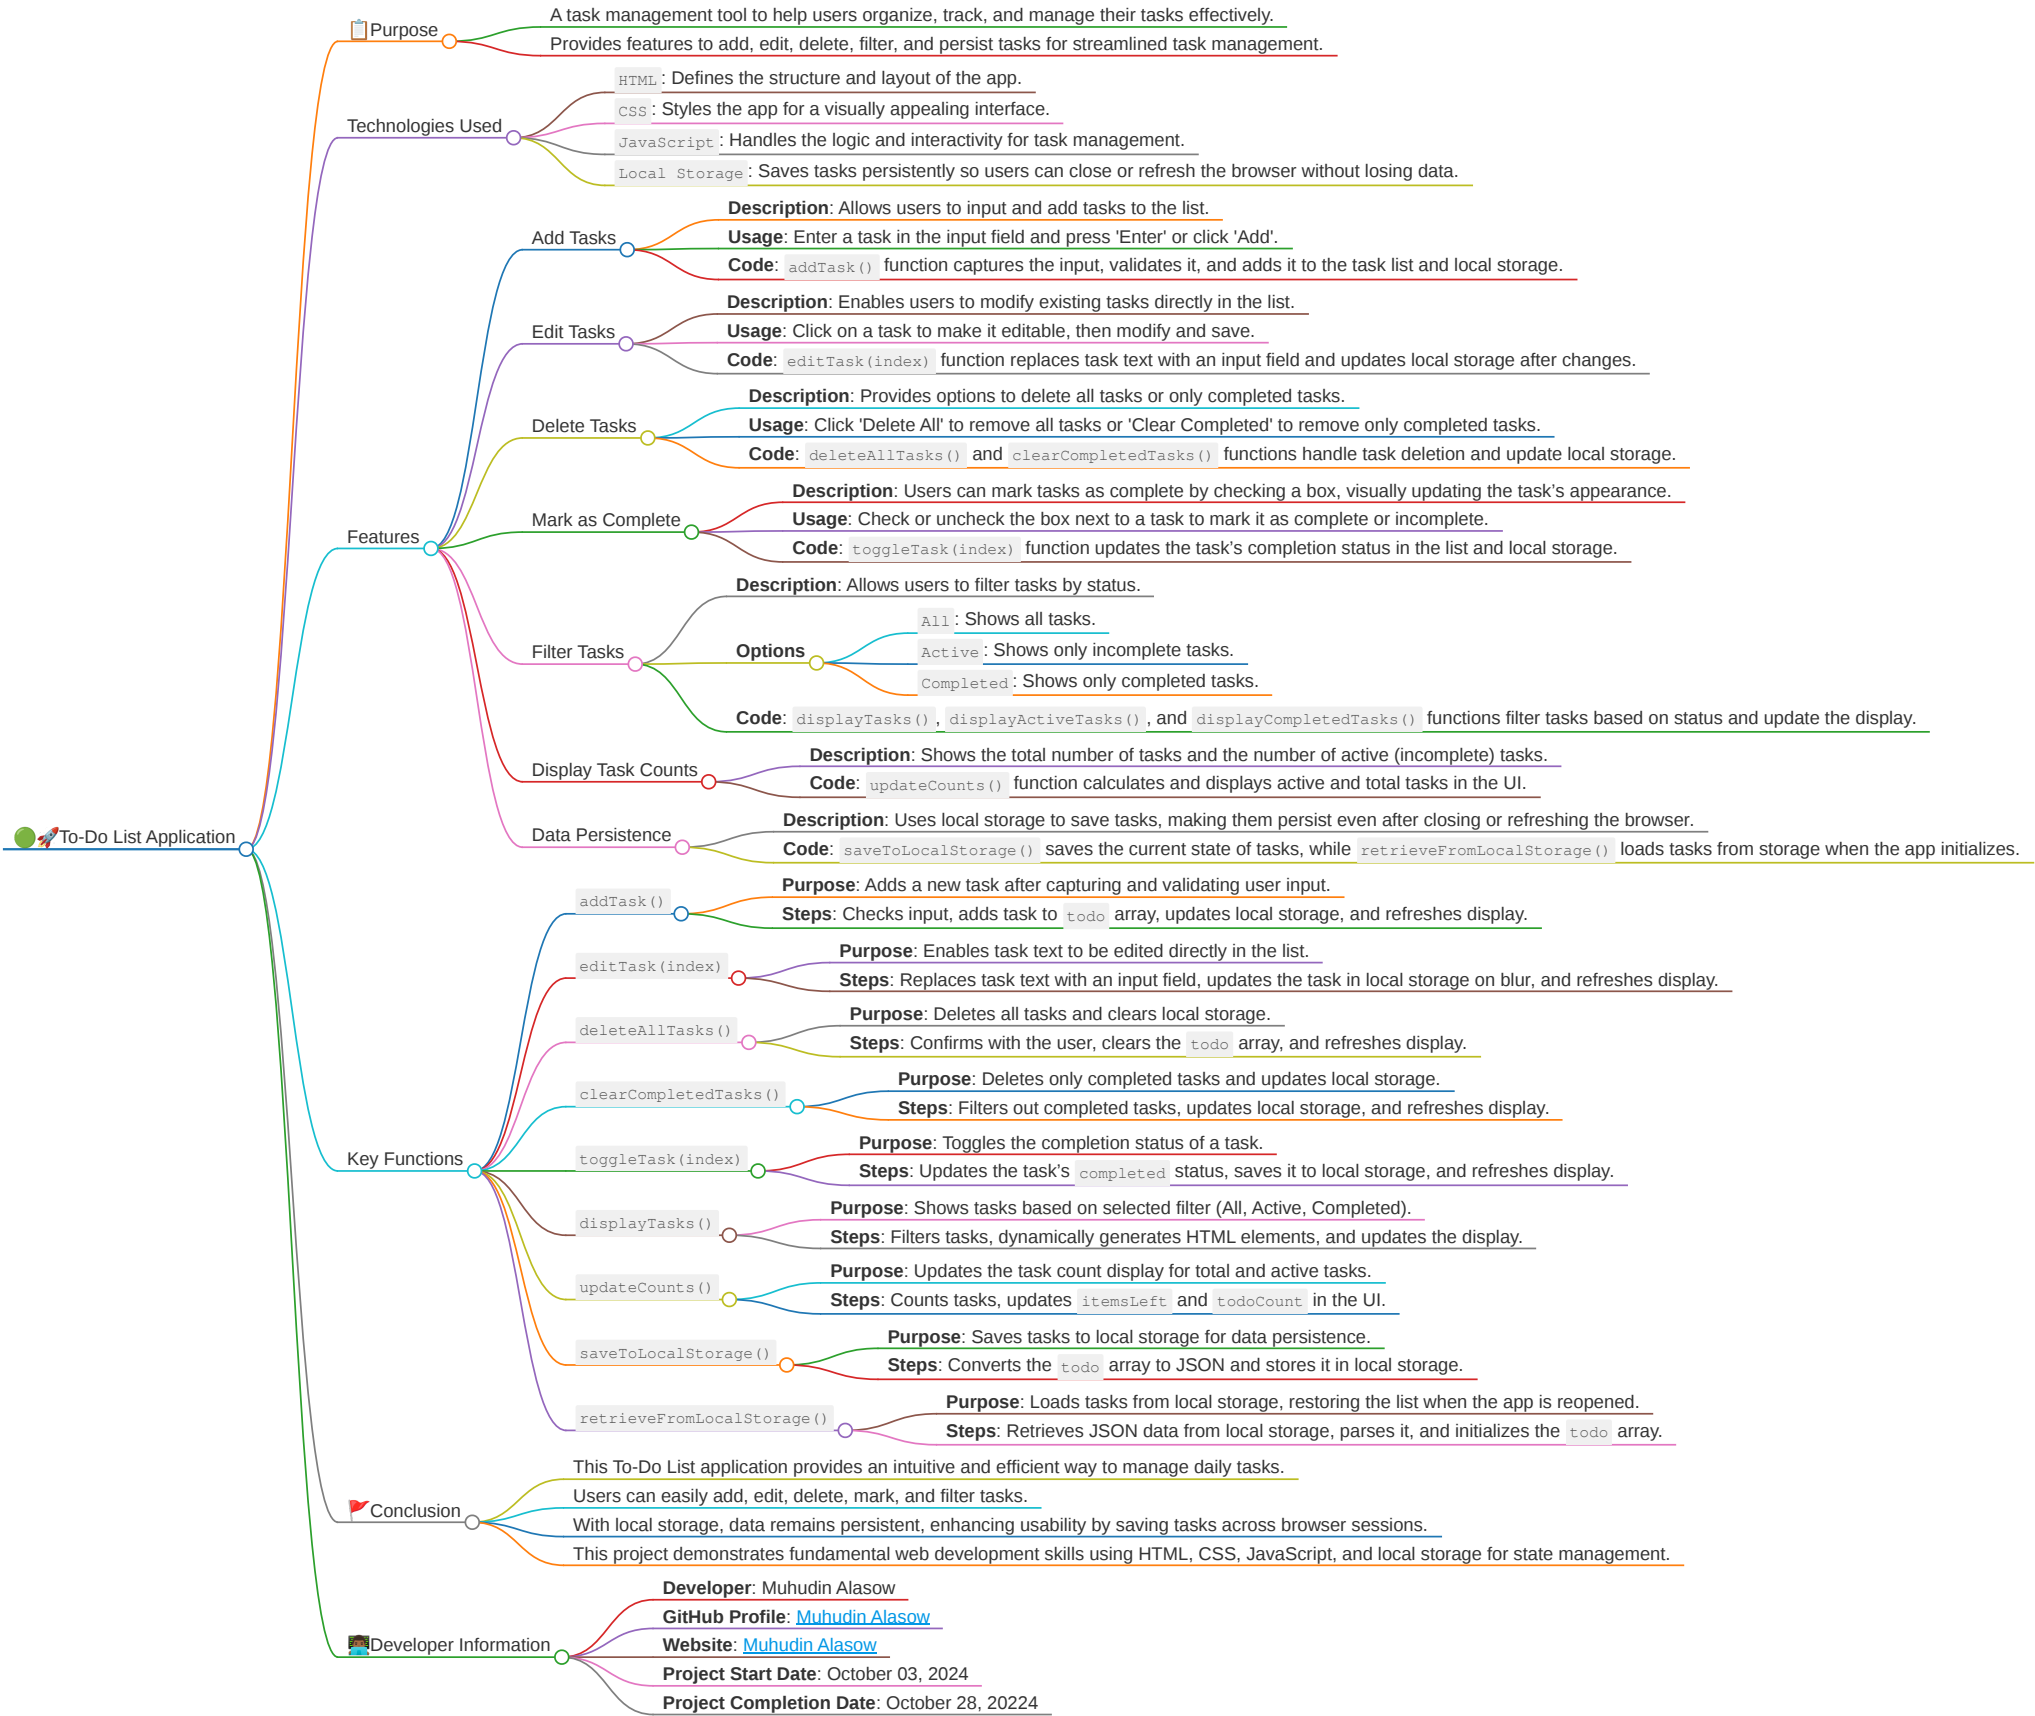 📋Purpose
A task management tool to help users organize, track, and manage their tasks effectively.
Provides features to add, edit, delete, filter, and persist tasks for streamlined task management.
Technologies Used
HTML: Defines the structure and layout of the app.
CSS: Styles the app for a visually appealing interface.
JavaScript: Handles the logic and interactivity for task management.
Local Storage: Saves tasks persistently so users can close or refresh the browser without losing data.
Features
Add Tasks
Description: Allows users to input and add tasks to the list.
Usage: Enter a task in the input field and press 'Enter' or click 'Add'.
Code: addTask() function captures the input, validates it, and adds it to the task list and local storage.
Edit Tasks
Description: Enables users to modify existing tasks directly in the list.
Usage: Click on a task to make it editable, then modify and save.
Code: editTask(index) function replaces task text with an input field and updates local storage after changes.
Delete Tasks
Description: Provides options to delete all tasks or only completed tasks.
Usage: Click 'Delete All' to remove all tasks or 'Clear Completed' to remove only completed tasks.
Code: deleteAllTasks() and clearCompletedTasks() functions handle task deletion and update local storage.
Mark as Complete
Description: Users can mark tasks as complete by checking a box, visually updating the task’s appearance.
Usage: Check or uncheck the box next to a task to mark it as complete or incomplete.
Code: toggleTask(index) function updates the task’s completion status in the list and local storage.
Filter Tasks
Description: Allows users to filter tasks by status.
Options
All: Shows all tasks.
Active: Shows only incomplete tasks.
Completed: Shows only completed tasks.
Code: displayTasks(), displayActiveTasks(), and displayCompletedTasks() functions filter tasks based on status and update the display.
Display Task Counts
Description: Shows the total number of tasks and the number of active (incomplete) tasks.
Code: updateCounts() function calculates and displays active and total tasks in the UI.
Data Persistence
Description: Uses local storage to save tasks, making them persist even after closing or refreshing the browser.
Code: saveToLocalStorage() saves the current state of tasks, while retrieveFromLocalStorage() loads tasks from storage when the app initializes.
🟢🚀To-Do List Application
Key Functions
addTask()
Purpose: Adds a new task after capturing and validating user input.
Steps: Checks input, adds task to todo array, updates local storage, and refreshes display.
editTask(index)
Purpose: Enables task text to be edited directly in the list.
Steps: Replaces task text with an input field, updates the task in local storage on blur, and refreshes display.
deleteAllTasks()
Purpose: Deletes all tasks and clears local storage.
Steps: Confirms with the user, clears the todo array, and refreshes display.
clearCompletedTasks()
Purpose: Deletes only completed tasks and updates local storage.
Steps: Filters out completed tasks, updates local storage, and refreshes display.
toggleTask(index)
Purpose: Toggles the completion status of a task.
Steps: Updates the task’s completed status, saves it to local storage, and refreshes display.
displayTasks()
Purpose: Shows tasks based on selected filter (All, Active, Completed).
Steps: Filters tasks, dynamically generates HTML elements, and updates the display.
updateCounts()
Purpose: Updates the task count display for total and active tasks.
Steps: Counts tasks, updates itemsLeft and todoCount in the UI.
saveToLocalStorage()
Purpose: Saves tasks to local storage for data persistence.
Steps: Converts the todo array to JSON and stores it in local storage.
retrieveFromLocalStorage()
Purpose: Loads tasks from local storage, restoring the list when the app is reopened.
Steps: Retrieves JSON data from local storage, parses it, and initializes the todo array.
🚩Conclusion
This To-Do List application provides an intuitive and efficient way to manage daily tasks.
Users can easily add, edit, delete, mark, and filter tasks.
With local storage, data remains persistent, enhancing usability by saving tasks across browser sessions.
This project demonstrates fundamental web development skills using HTML, CSS, JavaScript, and local storage for state management.
👨🏾‍💻Developer Information
Developer: Muhudin Alasow
GitHub Profile: Muhudin Alasow
Website: Muhudin Alasow
Project Start Date: October 03, 2024
Project Completion Date: October 28, 20224